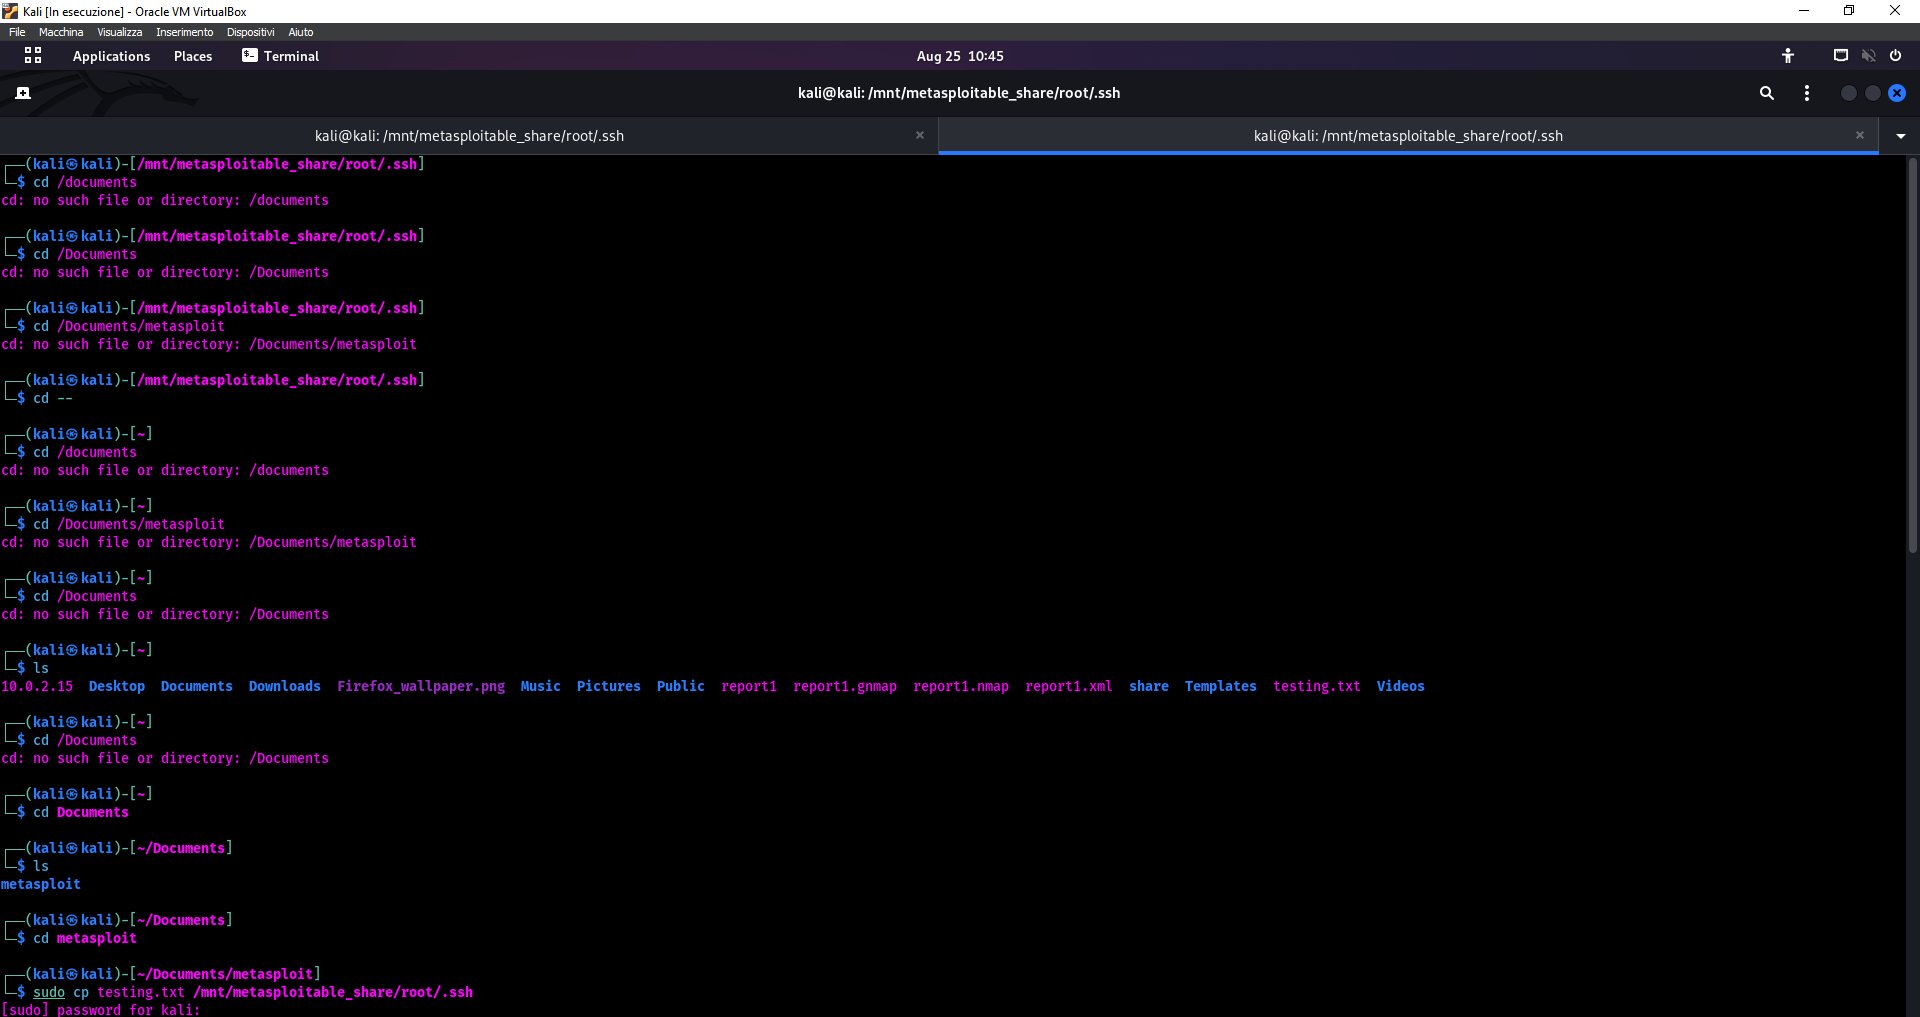 Kali [In esecuzione] - Oracle VM VirtualBox
File Macchina Visualizza Inserimento Dispositivi Aiuto
Applications Places Terminal Aug 25 10:45
kali@kali: /mnt/metasploitable_share/root/.ssh
kali@kali: /mnt/metasploitable_share/root/.ssh × kali@kali: /mnt/metasploitable_share/root/.ssh ×
┌──(kali㉿kali)-[/mnt/metasploitable_share/root/.ssh]
└─$ cd /documents
cd: no such file or directory: /documents
┌──(kali㉿kali)-[/mnt/metasploitable_share/root/.ssh]
└─$ cd /Documents
cd: no such file or directory: /Documents
┌──(kali㉿kali)-[/mnt/metasploitable_share/root/.ssh]
└─$ cd /Documents/metasploit
cd: no such file or directory: /Documents/metasploit
┌──(kali㉿kali)-[/mnt/metasploitable_share/root/.ssh]
└─$ cd --
┌──(kali㉿kali)-[~]
└─$ cd /documents
cd: no such file or directory: /documents
┌──(kali㉿kali)-[~]
└─$ cd /Documents/metasploit
cd: no such file or directory: /Documents/metasploit
┌──(kali㉿kali)-[~]
└─$ cd /Documents
cd: no such file or directory: /Documents
┌──(kali㉿kali)-[~]
└─$ ls
10.0.2.15 Desktop Documents Downloads Firefox_wallpaper.png Music Pictures Public report1 report1.gnmap report1.nmap report1.xml share Templates testing.txt Videos
┌──(kali㉿kali)-[~]
└─$ cd /Documents
cd: no such file or directory: /Documents
┌──(kali㉿kali)-[~]
└─$ cd Documents
┌──(kali㉿kali)-[~/Documents]
└─$ ls
metasploit
┌──(kali㉿kali)-[~/Documents]
└─$ cd metasploit
┌──(kali㉿kali)-[~/Documents/metasploit]
└─$ sudo cp testing.txt /mnt/metasploitable_share/root/.ssh
[sudo] password for kali: